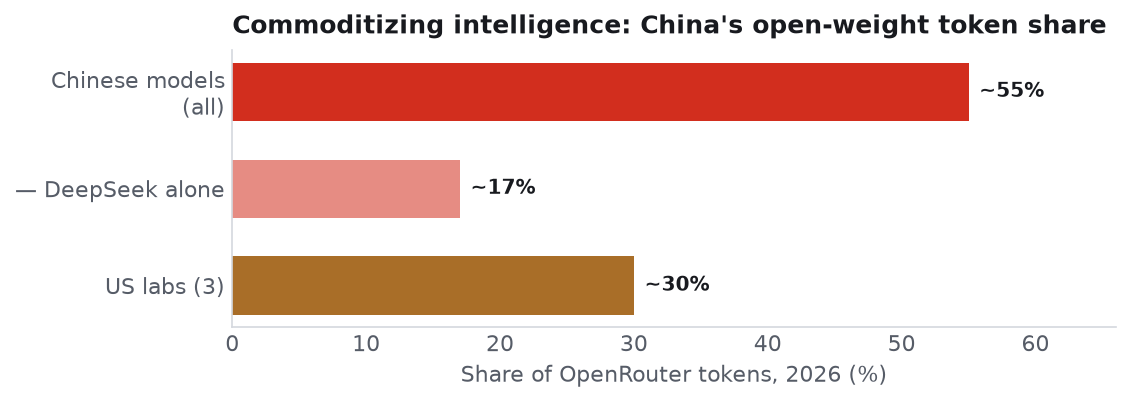 Commoditizing intelligence: China's open-weight token share
Chinese models
(all)
~55%
— DeepSeek alone
~17%
US labs (3)
~30%
0 10 20 30 40 50 60
Share of OpenRouter tokens, 2026 (%)